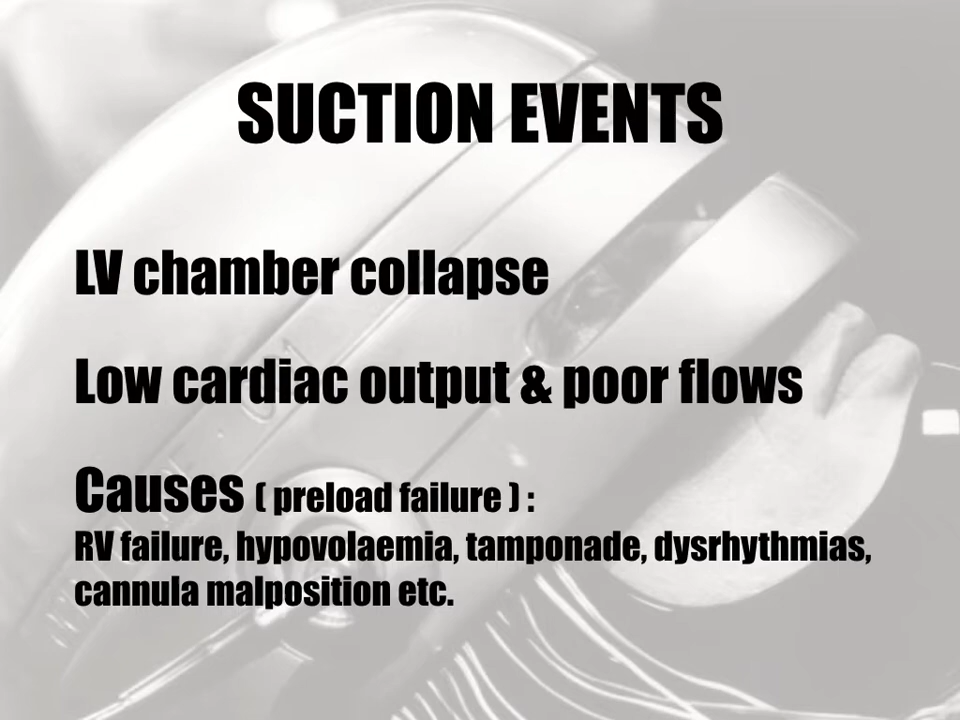 SUCTION EVENTS
LV chamber collapse
Low cardiac output & poor flows
Causes ( preload failure ) :
RV failure, hypovolaemia, tamponade, dysrhythmias,
cannula malposition etc.